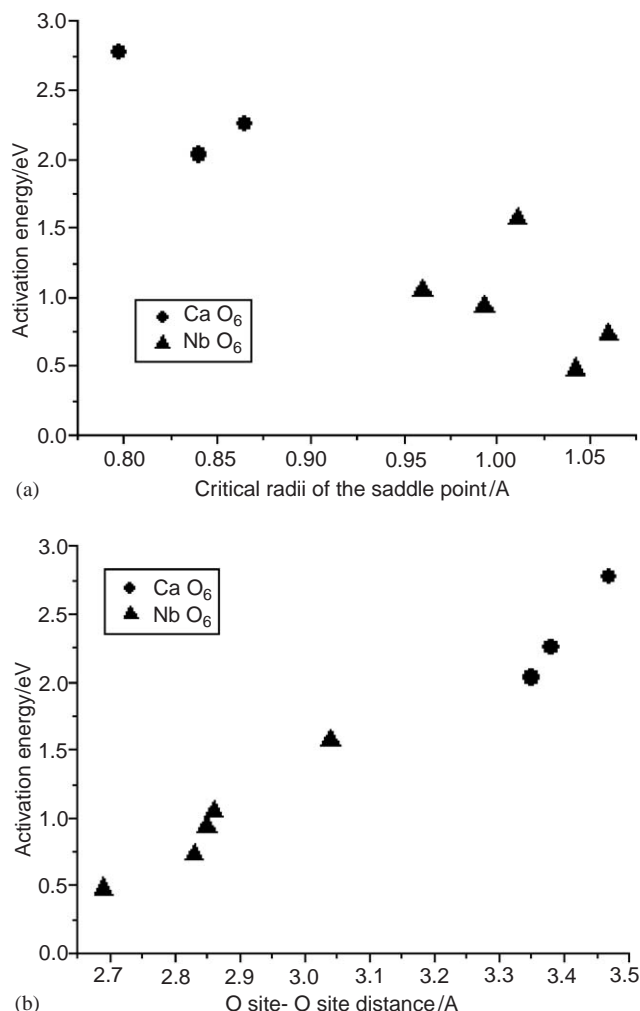 3.0
2.5
2.0
1.5
1.0
0.5
0.0
Activation energy/eV
Ca O6
Nb O6
0.80 0.85 0.90 0.95 1.00 1.05
(a) Critical radii of the saddle point/A
3.0
2.5
2.0
1.5
1.0
0.5
0.0
Activation energy/eV
Ca O6
Nb O6
2.7 2.8 2.9 3.0 3.1 3.2 3.3 3.4 3.5
(b) O site- O site distance/A